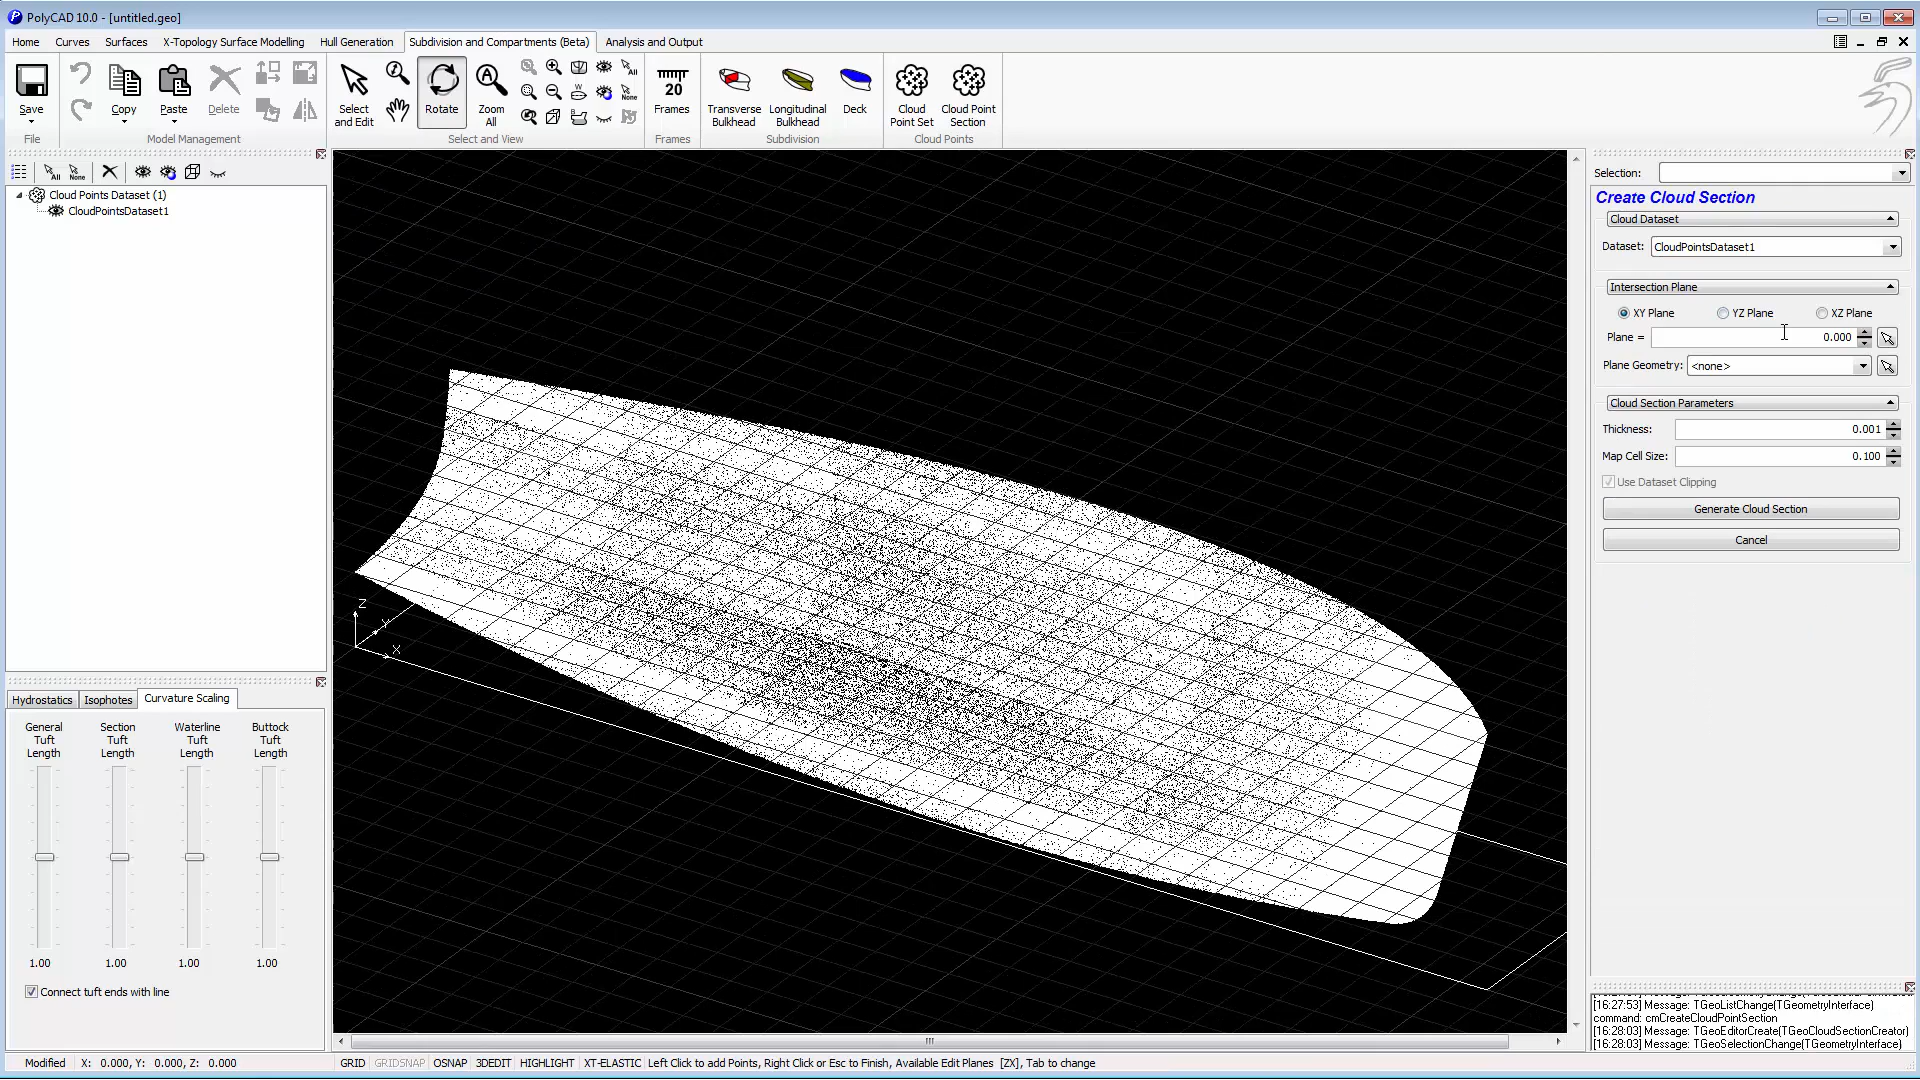 PolyCAD 10.0 - [untitled.geo]
Home Curves Surfaces X-Topology Surface Modelling Hull Generation Subdivision and Compartments (Beta) Analysis and Output
Save Copy Paste Delete
Select and Edit Rotate Zoom All
All
None
20
Frames
Transverse Bulkhead Longitudinal Bulkhead Deck
Cloud Point Set Cloud Point Section
File Model Management Select and View Frames Subdivision Cloud Points
All None
Cloud Points Dataset (1)
CloudPointsDataset1
Hydrostatics Isophotes Curvature Scaling
General Tuft Length Section Tuft Length Waterline Tuft Length Buttock Tuft Length
1.00 1.00 1.00 1.00
Connect tuft ends with line
Z
Y
X
Selection:
Create Cloud Section
Cloud Dataset
Dataset: CloudPointsDataset1
Intersection Plane
XY Plane YZ Plane XZ Plane
Plane = 0.000
Plane Geometry: <none>
Cloud Section Parameters
Thickness: 0.001
Map Cell Size: 0.100
Use Dataset Clipping
Generate Cloud Section
Cancel
[16:27:53] Message: TGeoListChange(TGeometryInterface)
command: cmCreateCloudPointSection
[16:28:03] Message: TGeoEditorCreate(TGeoCloudSectionCreator)
[16:28:03] Message: TGeoSelectionChange(TGeometryInterface)
Modified X: 0.000, Y: 0.000, Z: 0.000 GRID GRIDSNAP OSNAP 3DEDIT HIGHLIGHT XT-ELASTIC Left Click to add Points, Right Click or Esc to Finish, Available Edit Planes [ZX], Tab to change